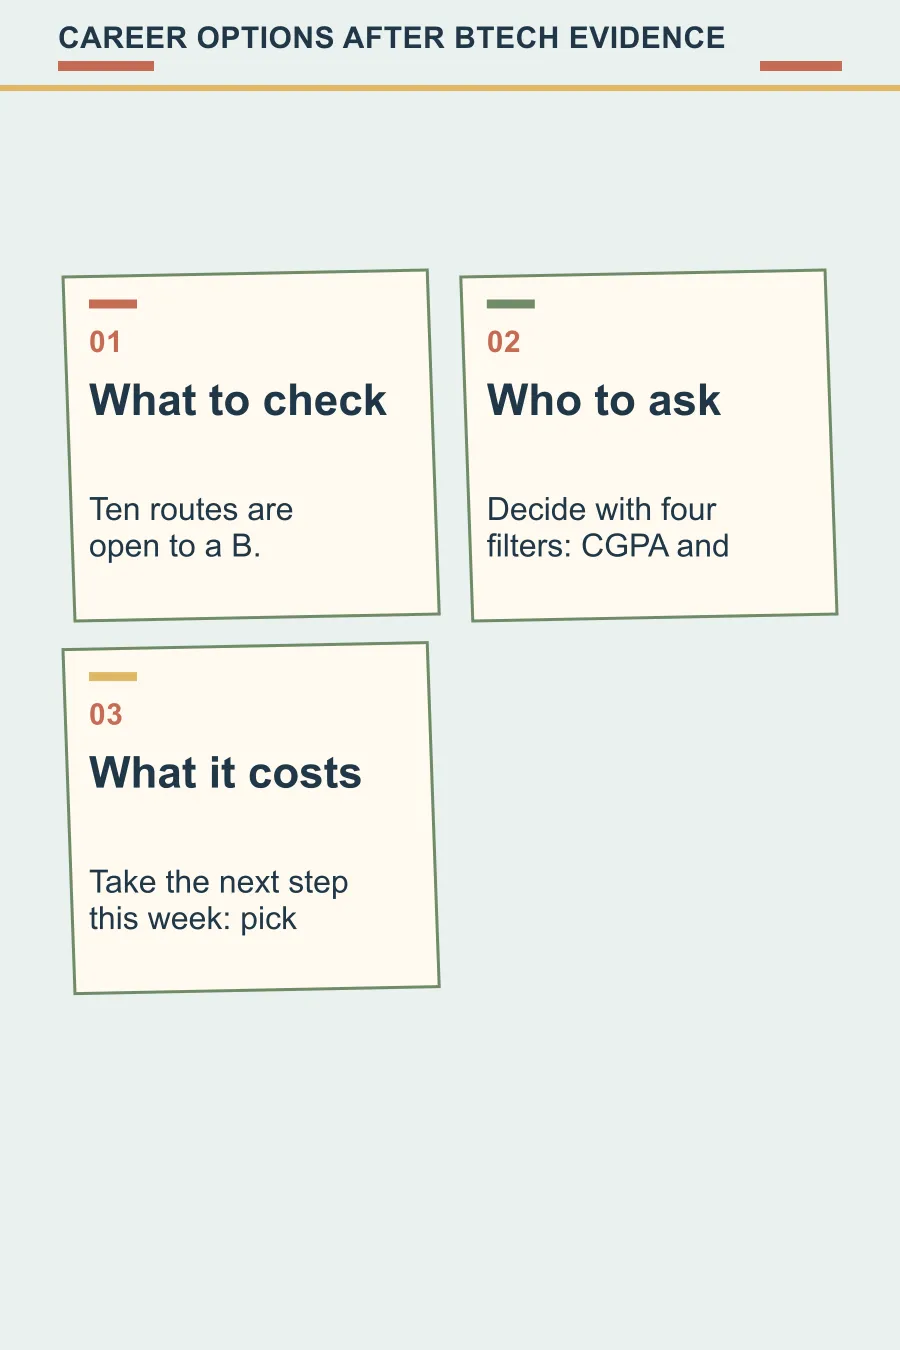 CAREER OPTIONS AFTER BTECH EVIDENCE
01
What to check
Ten routes are
open to a B.
02
Who to ask
Decide with four
filters: CGPA and
03
What it costs
Take the next step
this week: pick